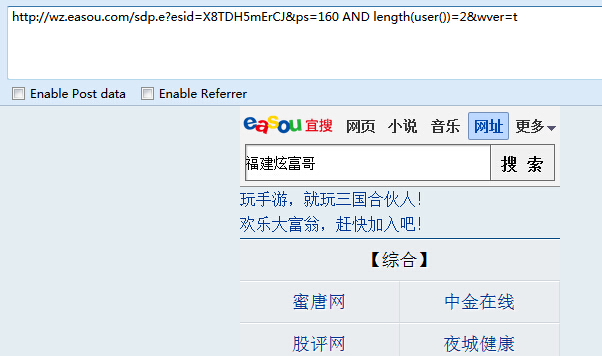 http://wz.easou.com/sdp.e?esid=X8TDH5mErCJ&ps=160 AND length(user())=2&wver=t
Enable Post data Enable Referrer
easou 宜搜 网页 小说 音乐 网址 更多
福建炫富哥 搜 索
玩手游，就玩三国合伙人！
欢乐大富翁，赶快加入吧！
【综合】
蜜唐网 中金在线
股评网 夜城健康